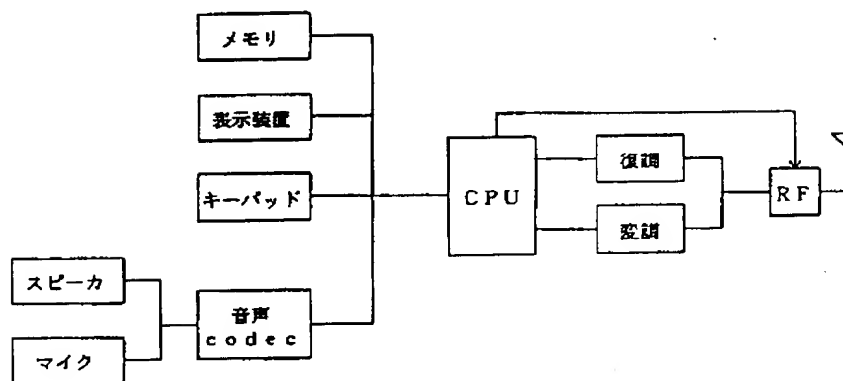 メモリ
表示装置
キーパッド
スピーカ
マイク
音声
codec
CPU
復調
変調
RF